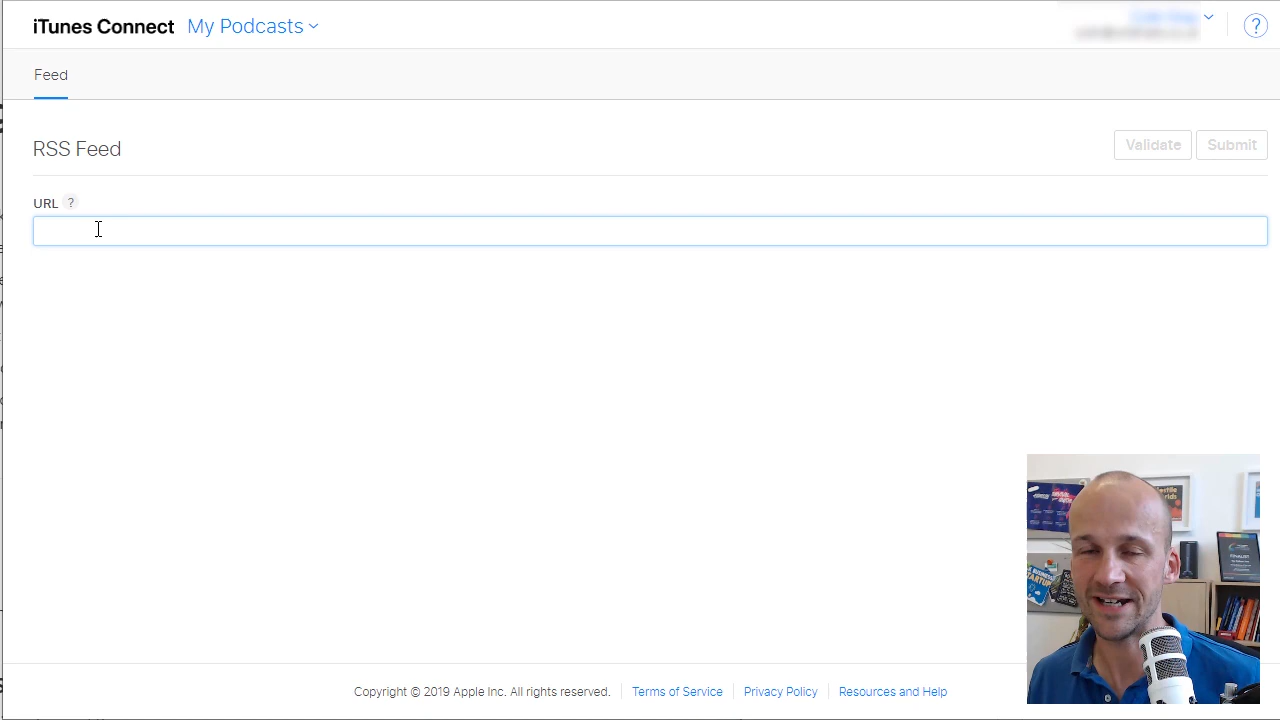 iTunes Connect My Podcasts
?
Feed
RSS Feed
Validate Submit
URL ?
FINALIST
Copyright © 2019 Apple Inc. All rights reserved. Terms of Service Privacy Policy Resources and Help